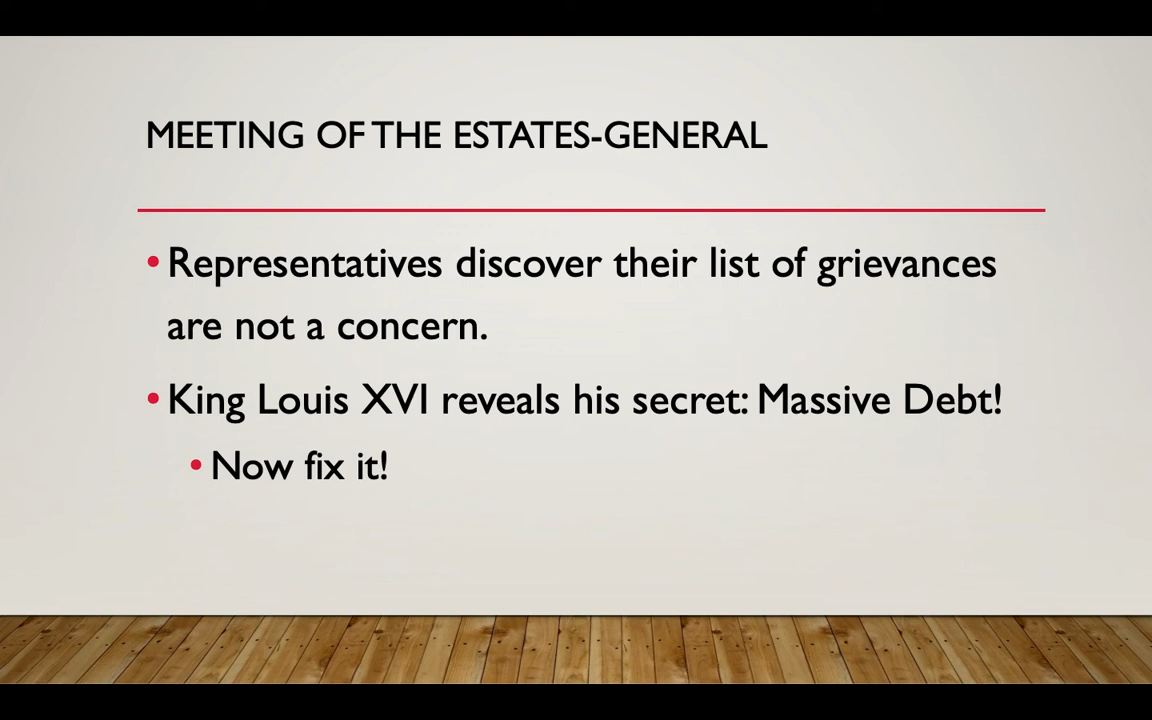 MEETING OF THE ESTATES-GENERAL
• Representatives discover their list of grievances
are not a concern.
• King Louis XVI reveals his secret: Massive Debt!
• Now fix it!